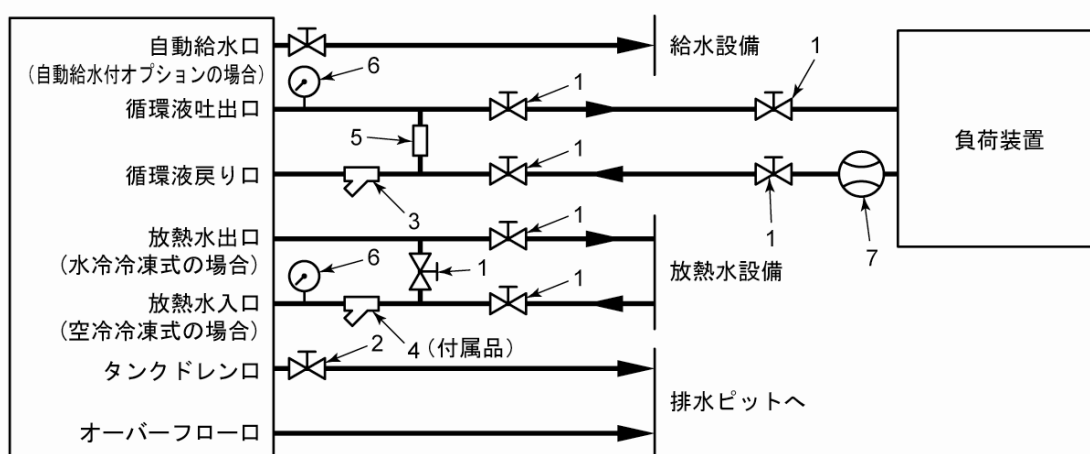 自動給水口
(自動給水付オプションの場合)
循環液吐出口
循環液戻り口
放熱水出口
(水冷冷凍式の場合)
放熱水入口
(空冷冷凍式の場合)
タンクドレン口
オーバーフロー口
6
5
3
1
1
1
1
7
6
1
1
1
4(付属品)
2
給水設備
放熱水設備
排水ピットへ
負荷装置